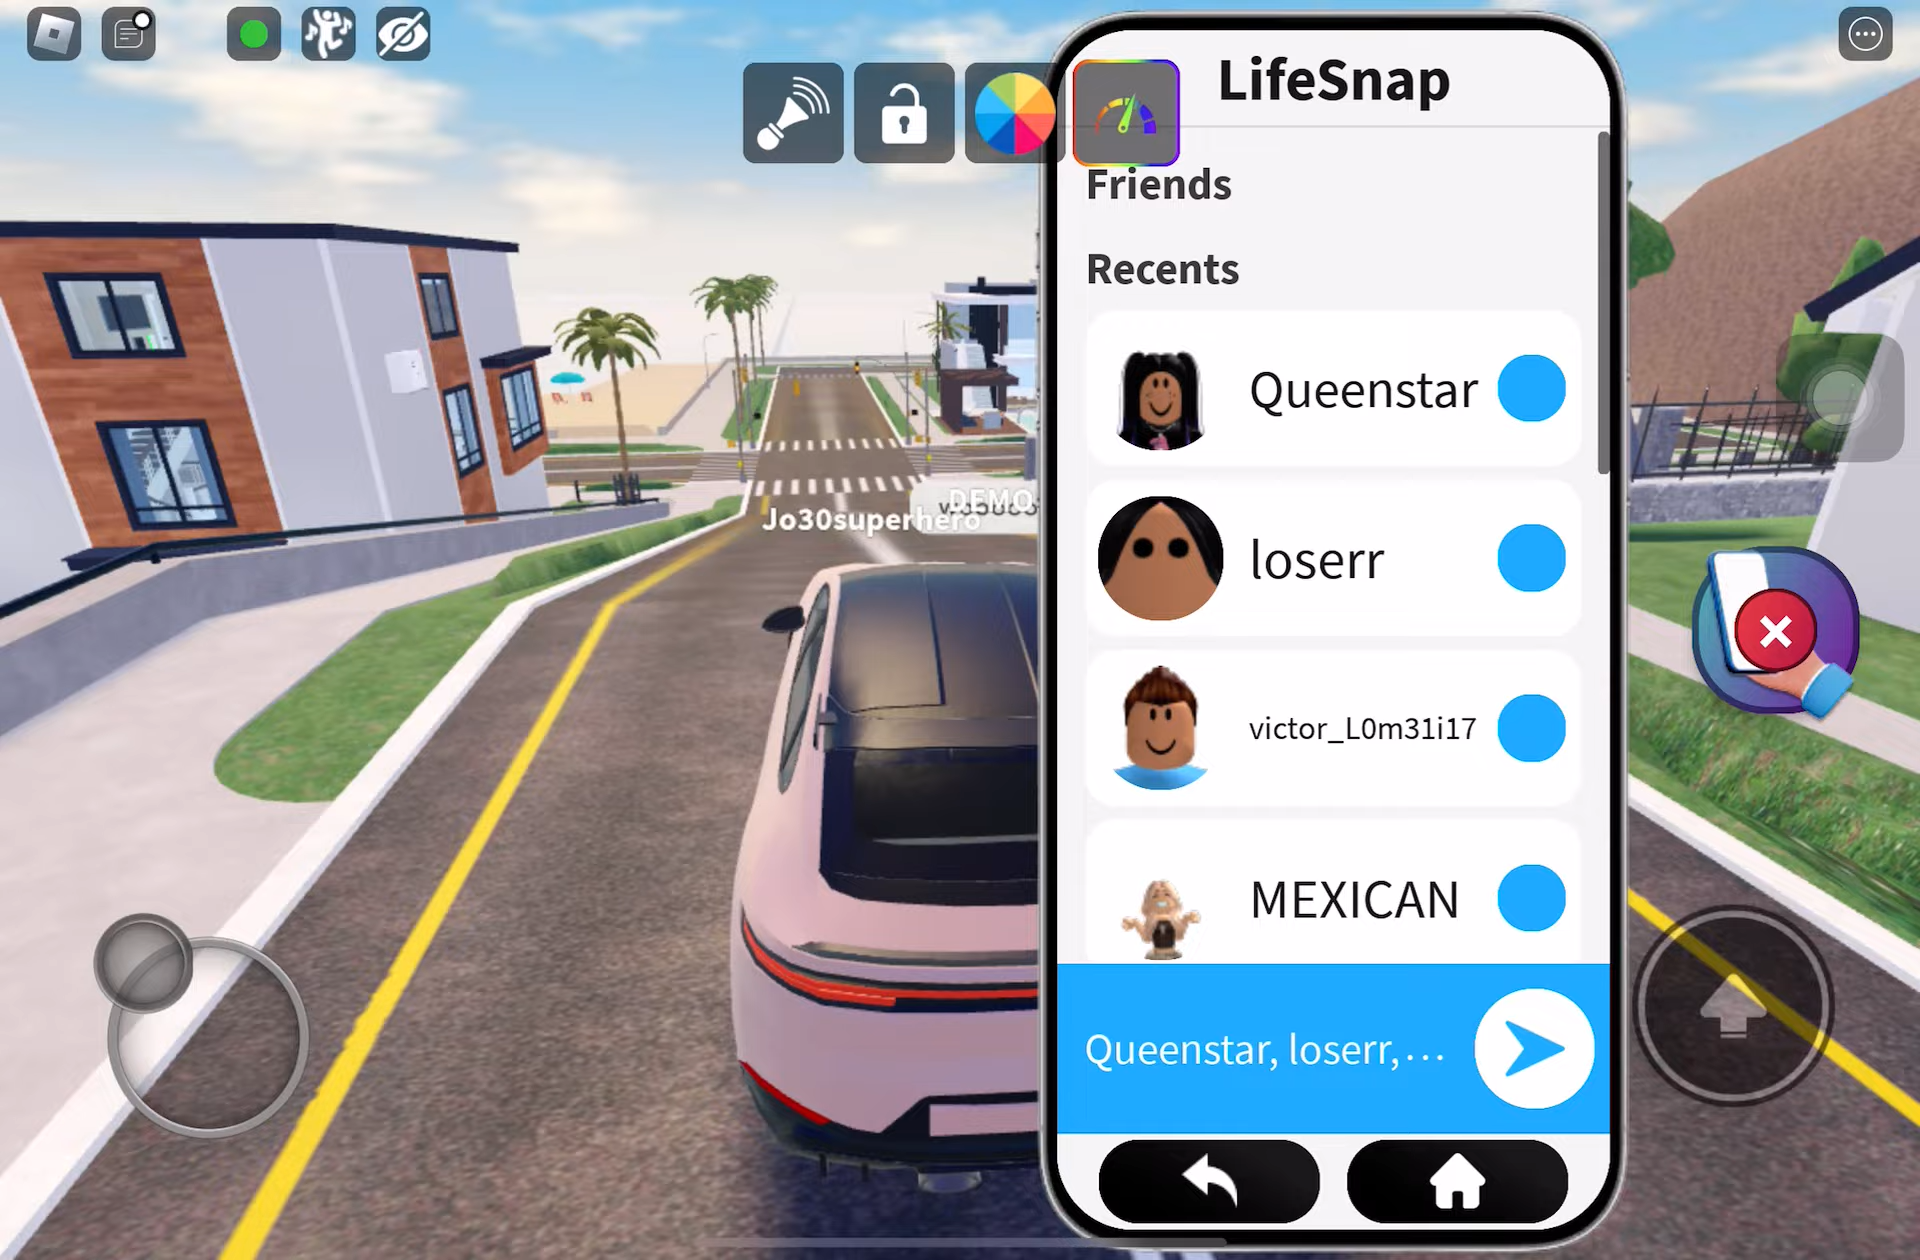 LifeSnap
Friends
Recents
Queenstar
loserr
DEMO
Jo30superhero
victor_L0m31i17
MEXICAN
Queenstar, loserr,...